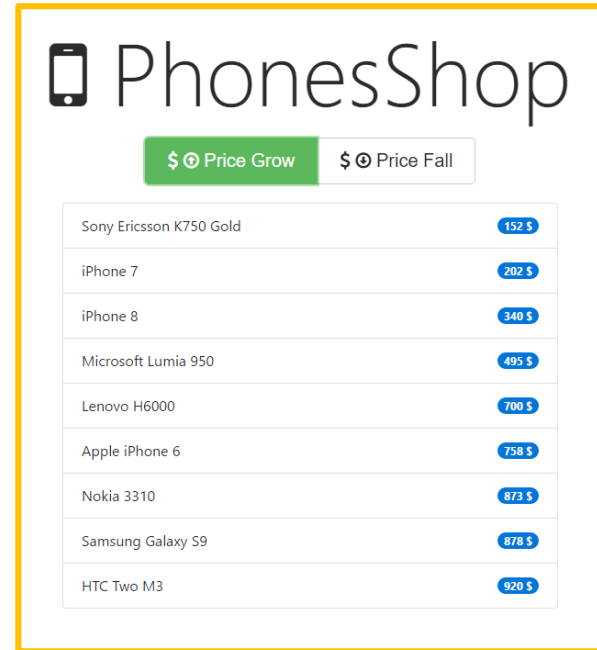 PhonesShop
$ Price Grow $ Price Fall
Sony Ericsson K750 Gold 152 $
iPhone 7 202 $
iPhone 8 340 $
Microsoft Lumia 950 495 $
Lenovo H6000 700 $
Apple iPhone 6 758 $
Nokia 3310 873 $
Samsung Galaxy S9 878 $
HTC Two M3 920 $